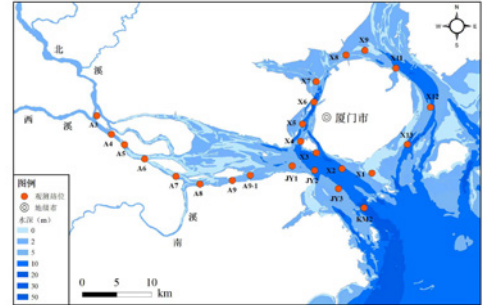 N
W
E
S
北
溪
西 溪
南
溪
A3
A4
A5
A6
A7
A8
A9
A9-1
JY1
JY2
JY3
KM2
X1
X2
X3
X4
X5
X6
X7
X8
X9
X11
X12
X13
厦门市
图例
观测站位
地级市
水深（m）
0
2
5
10
20
30
50
0 5 10
km